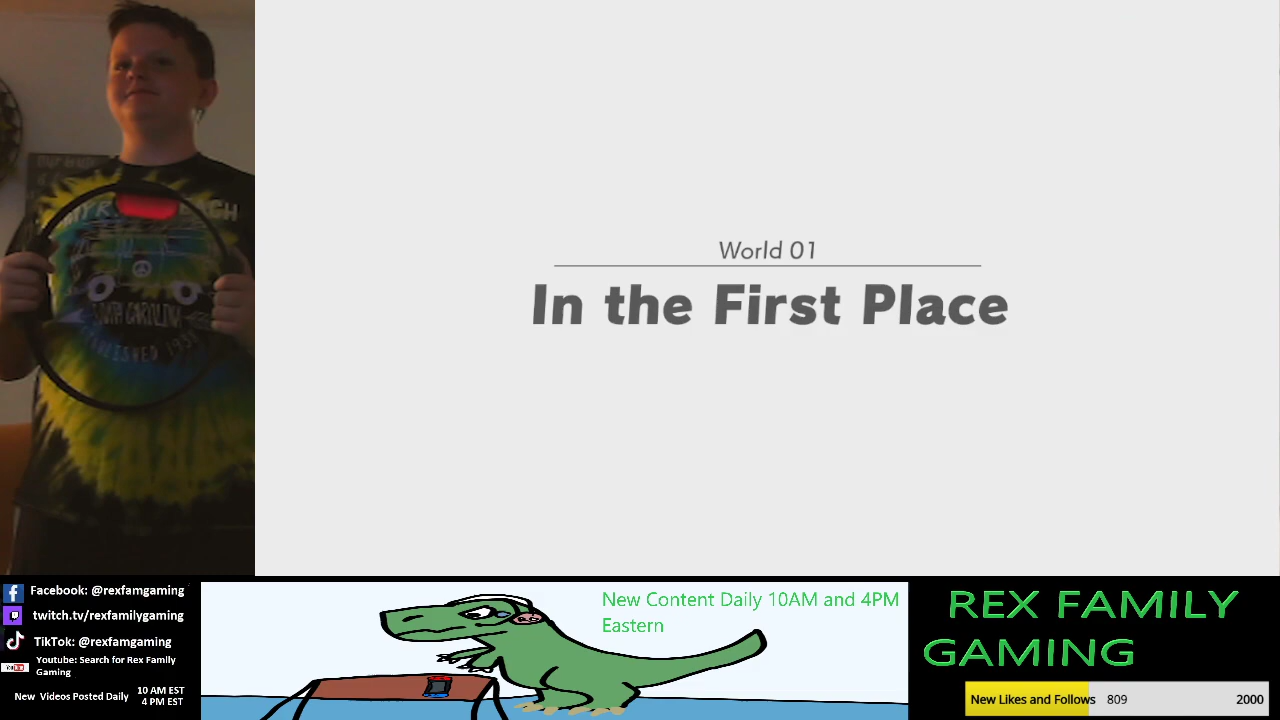 World 01
In the First Place
SOUTH CAROLINA
Facebook: @rexfamgaming
twitch.tv/rexfamilygaming
TikTok: @rexfamgaming
Youtube: Search for Rex Family
Gaming
New Videos Posted Daily
10 AM EST
4 PM EST
New Content Daily 10AM and 4PM
Eastern
REX FAMILY
GAMING
New Likes and Follows 809 2000